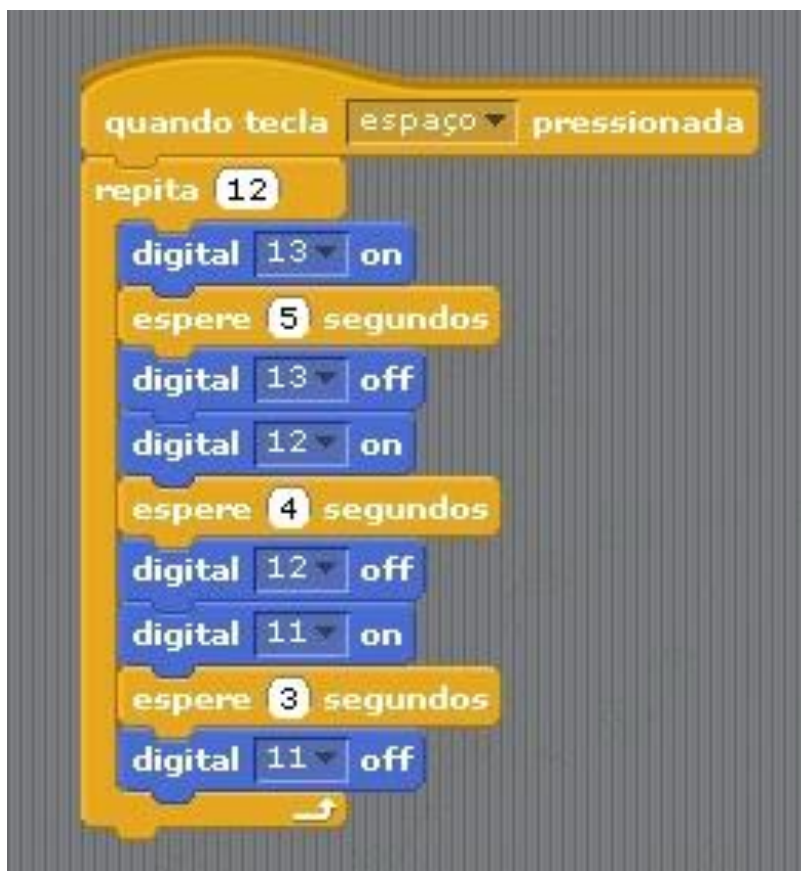 quando tecla espaço pressionada
repita 12
digital 13 on
espere 5 segundos
digital 13 off
digital 12 on
espere 4 segundos
digital 12 off
digital 11 on
espere 3 segundos
digital 11 off